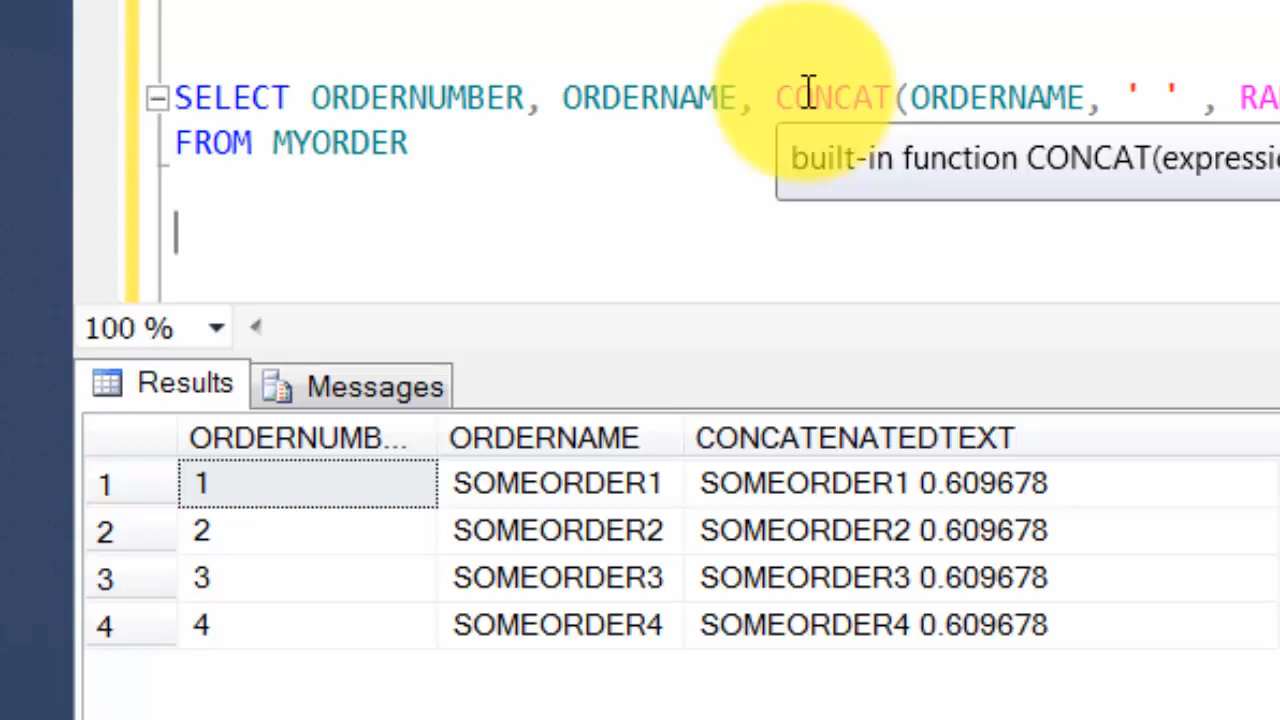 SELECT ORDERNUMBER, ORDERNAME, CONCAT(ORDERNAME, ' ' ,
FROM MYORDER
built-in function CONCAT(
100 %
Results Messages
ORDERNUMB... ORDERNAME CONCATENATEDTEXT
1 1 SOMEORDER1 SOMEORDER1 0.609678
2 2 SOMEORDER2 SOMEORDER2 0.609678
3 3 SOMEORDER3 SOMEORDER3 0.609678
4 4 SOMEORDER4 SOMEORDER4 0.609678